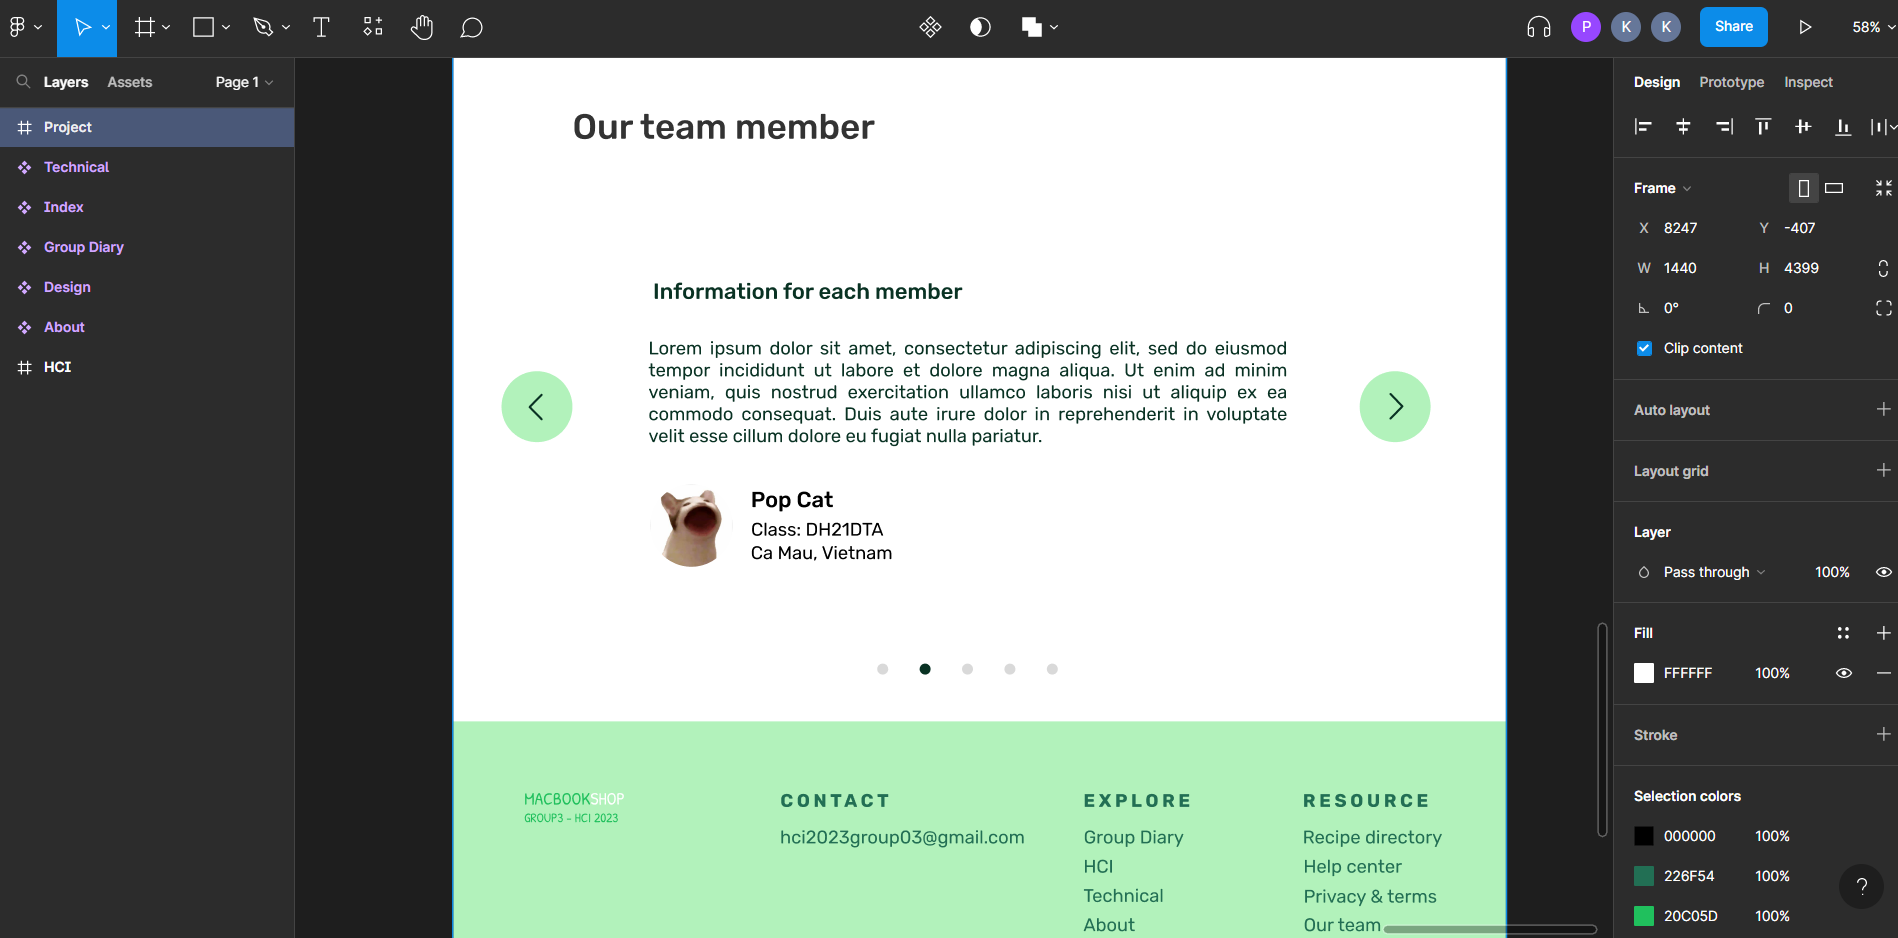 P
K
K
Share
58%
Layers
Assets
Page 1
Project
Technical
Index
Group Diary
Design
About
HCI
Our team member
Information for each member
Lorem ipsum dolor sit amet, consectetur adipiscing elit, sed do eiusmod
tempor incididunt ut labore et dolore magna aliqua. Ut enim ad minim
veniam, quis nostrud exercitation ullamco laboris nisi ut aliquip ex ea
commodo consequat. Duis aute irure dolor in reprehenderit in voluptate
velit esse cillum dolore eu fugiat nulla pariatur.
Pop Cat
Class: DH21DTA
Ca Mau, Vietnam
MACBOOKSHOP
GROUP3 - HCI 2023
CONTACT
hci2023group03@gmail.com
EXPLORE
Group Diary
HCI
Technical
About
RESOURCE
Recipe directory
Help center
Privacy & terms
Our team
Design
Prototype
Inspect
Frame
X 8247
Y -407
W 1440
H 4399
0°
0
Clip content
Auto layout
Layout grid
Layer
Pass through
100%
Fill
FFFFFF
100%
Stroke
Selection colors
000000
100%
226F54
100%
20C05D
100%
?